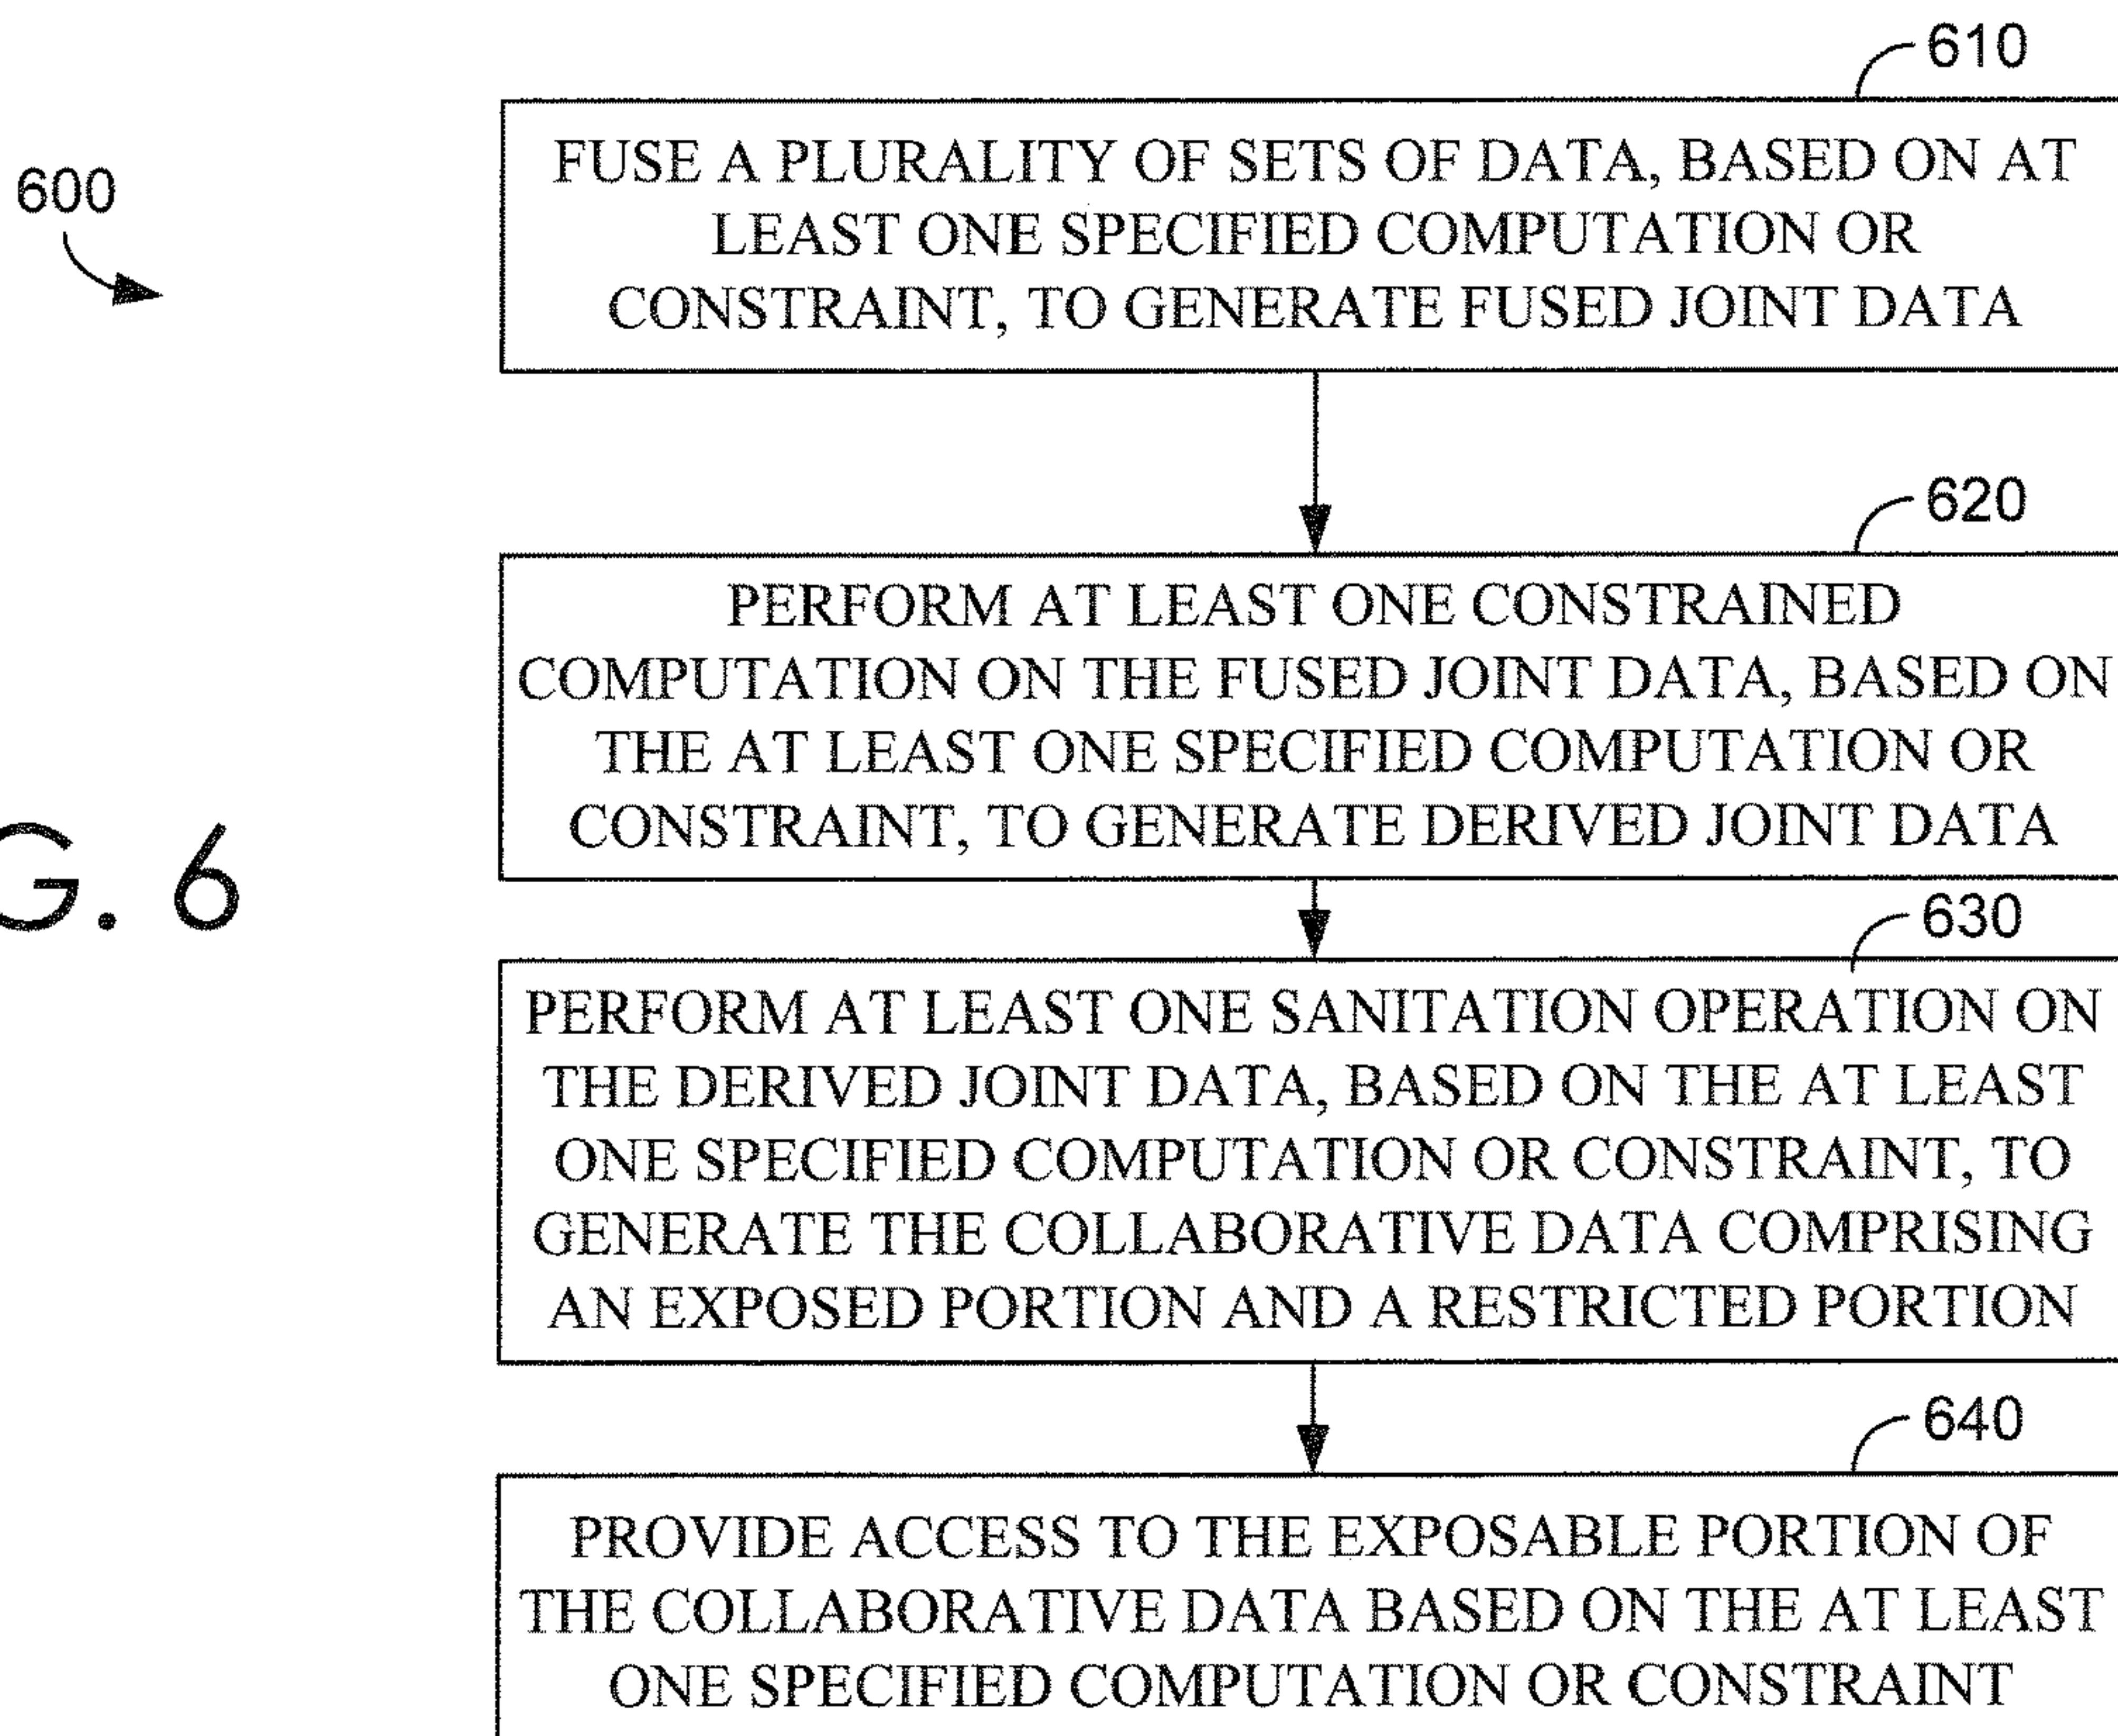 610
FUSE A PLURALITY OF SETS OF DATA, BASED ON AT
LEAST ONE SPECIFIED COMPUTATION OR
CONSTRAINT, TO GENERATE FUSED JOINT DATA
600
620
PERFORM AT LEAST ONE CONSTRAINED
COMPUTATION ON THE FUSED JOINT DATA, BASED ON
THE AT LEAST ONE SPECIFIED COMPUTATION OR
CONSTRAINT, TO GENERATE DERIVED JOINT DATA
G. 6
630
PERFORM AT LEAST ONE SANITATION OPERATION ON
THE DERIVED JOINT DATA, BASED ON THE AT LEAST
ONE SPECIFIED COMPUTATION OR CONSTRAINT, TO
GENERATE THE COLLABORATIVE DATA COMPRISING
AN EXPOSED PORTION AND A RESTRICTED PORTION
640
PROVIDE ACCESS TO THE EXPOSABLE PORTION OF
THE COLLABORATIVE DATA BASED ON THE AT LEAST
ONE SPECIFIED COMPUTATION OR CONSTRAINT